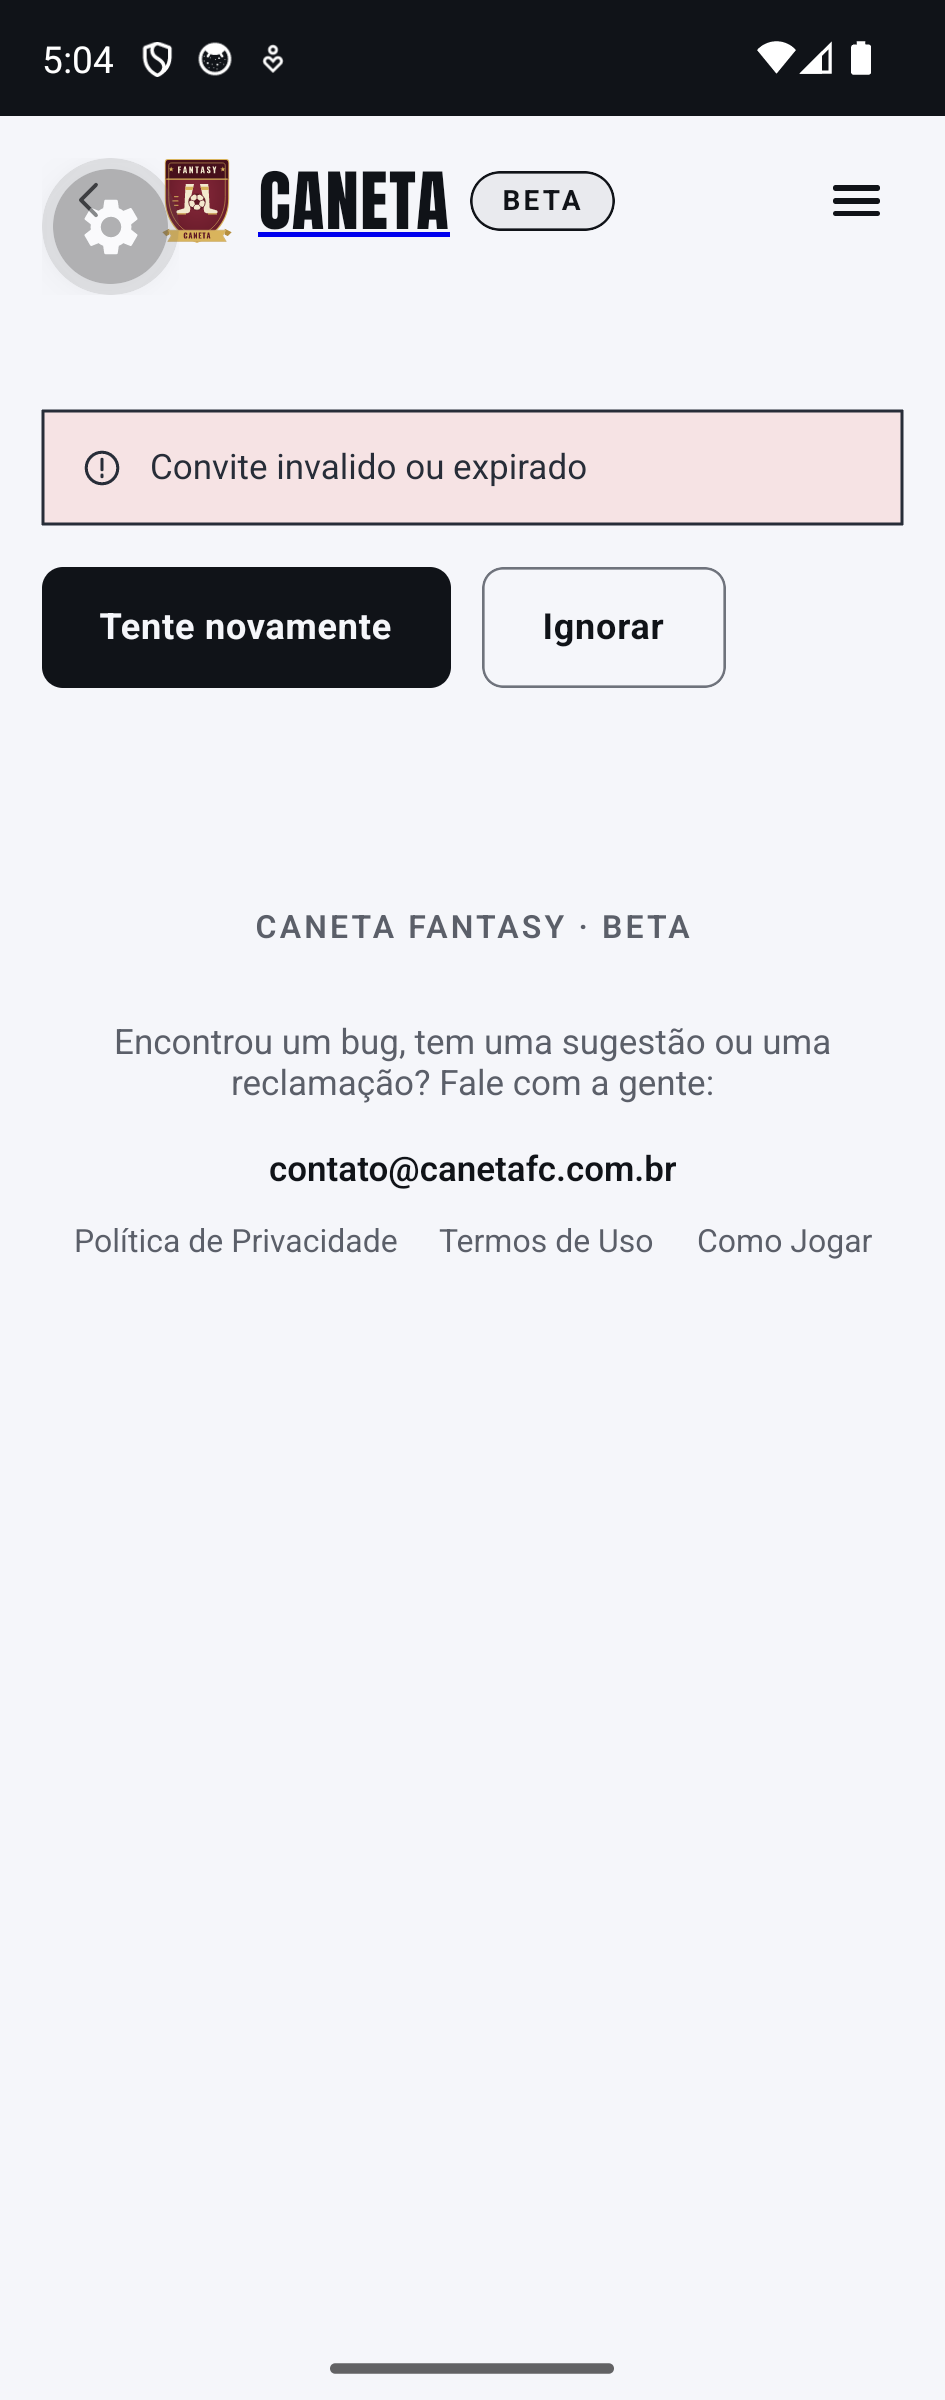 5:04
FANTASY
CANETA
CANETA
BETA
Convite invalido ou expirado
Tente novamente
Ignorar
CANETA FANTASY · BETA
Encontrou um bug, tem uma sugestão ou uma
reclamação? Fale com a gente:
contato@canetafc.com.br
Política de Privacidade
Termos de Uso
Como Jogar